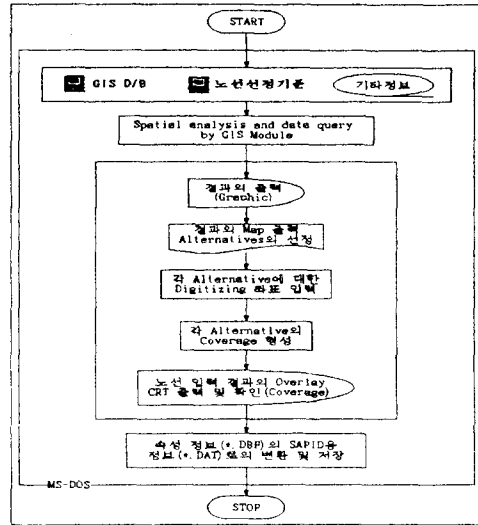 START
GIS D/B
노선선정기준
기타정보
Spatial analysis and data query
by GIS Module
결과의 출력
(Graphic)
결과의 Map 출력
Alternatives의 선정
각 Alternative에 대한
Digitizing 좌표 입력
각 Alternative의
Coverage 형성
노선 입력 결과의 Overlay
CRT 출력 및 확인(Coverage)
속성 정보(*.DBF)의 SAPID용
정보(*.DAT)로의 변환 및 저장
MS-DOS
STOP